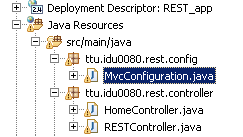 Deployment Descriptor: REST_app
Java Resources
src/main/java
ttu.idu0080.rest.config
MvcConfiguration.java
ttu.idu0080.rest.controller
HomeController.java
RESTController.java